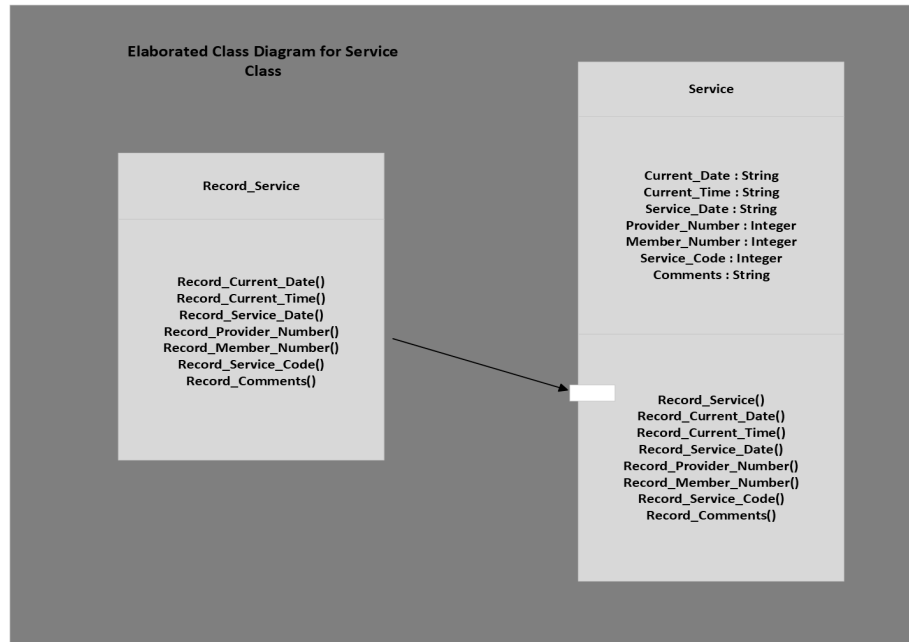 Elaborated Class Diagram for Service
Class
Record_Service
Record_Current_Date()
Record_Current_Time()
Record_Service_Date()
Record_Provider_Number()
Record_Member_Number()
Record_Service_Code()
Record_Comments()
Service
Current_Date : String
Current_Time : String
Service_Date : String
Provider_Number : Integer
Member_Number : Integer
Service_Code : Integer
Comments : String
Record_Service()
Record_Current_Date()
Record_Current_Time()
Record_Service_Date()
Record_Provider_Number()
Record_Member_Number()
Record_Service_Code()
Record_Comments()